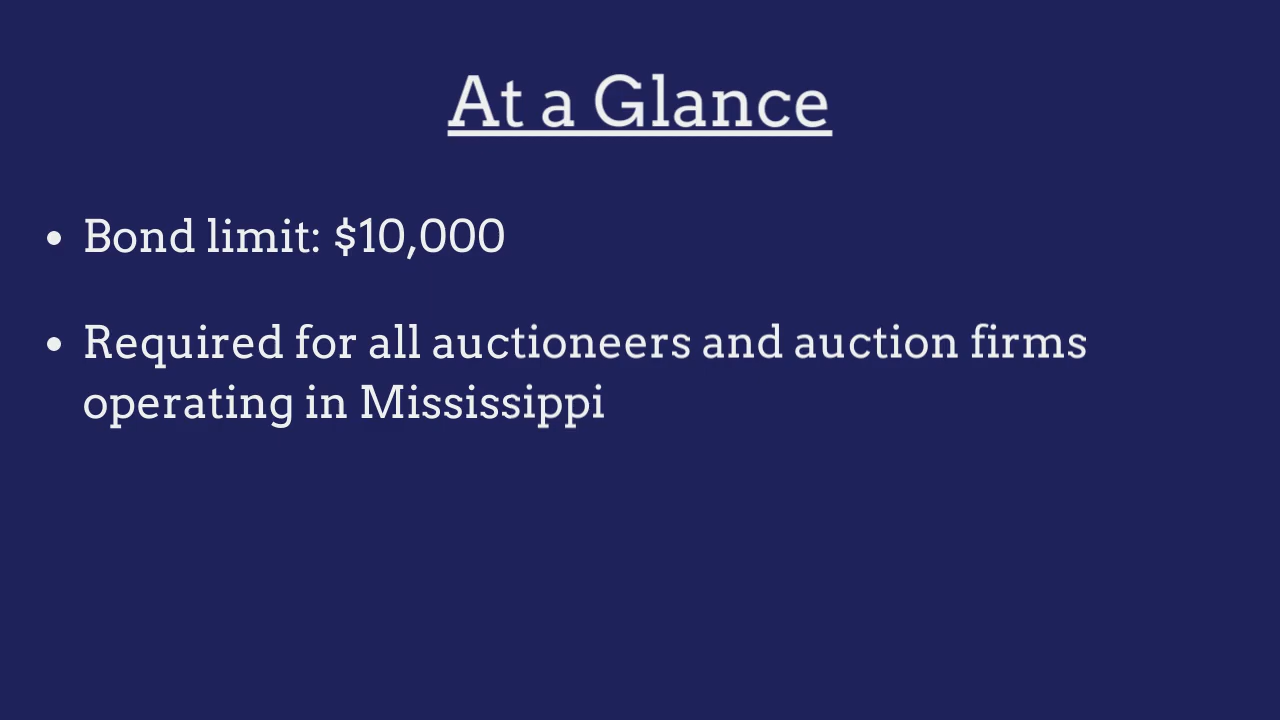 At a Glance
• Bond limit: $10,000
• Required for all auctioneers and auction firms
operating in Mississippi